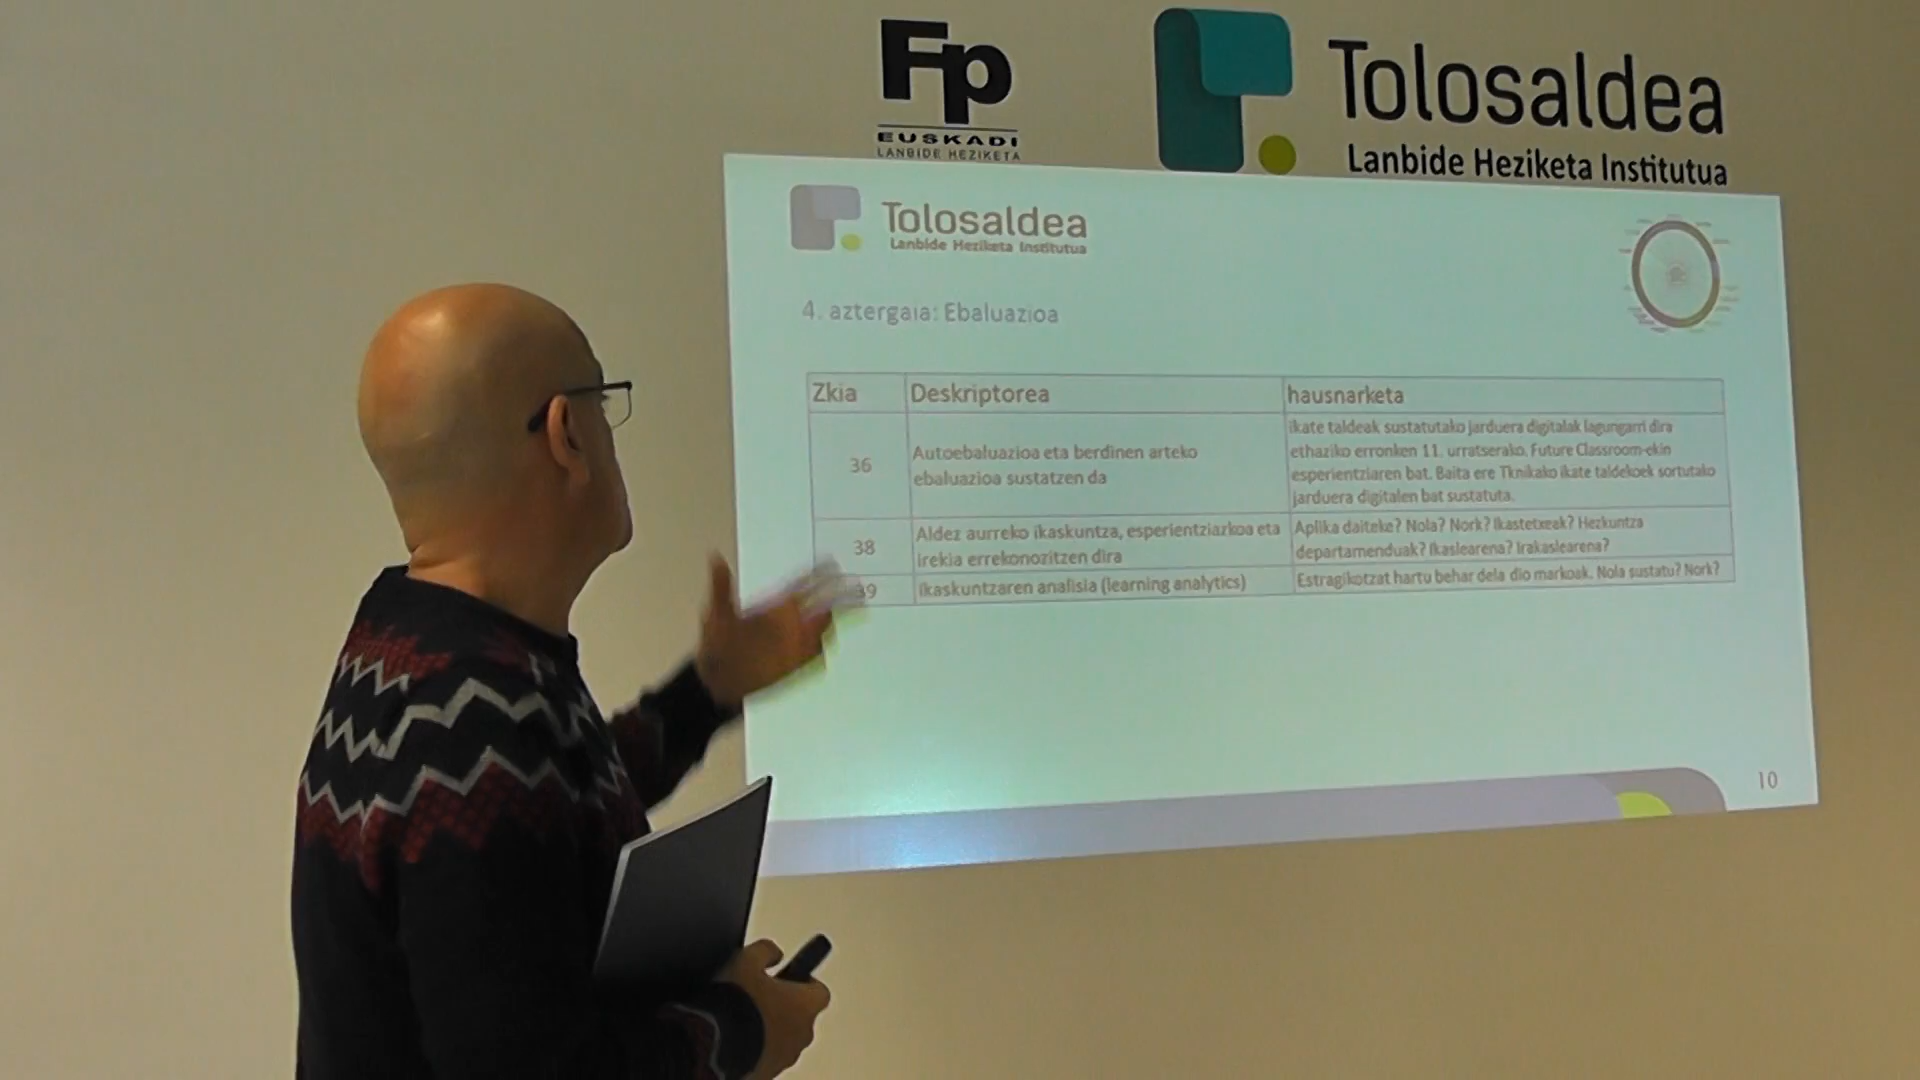 Fp
EUSKADI
LANBIDE HEZIKETA
Tolosaldea
Lanbide Heziketa Institutua
Tolosaldea
Lanbide Heziketa Institutua
4. aztergaia: Ebaluazioa
Zkia Deskriptorea hausnarketa
36
Autoebaluazioa eta berdinen arteko
ebaluazioa sustatzen da
ikate taldeak sustatutako jarduera digitalak lagungarri dira
ethaziko erronken 11. urratserako. Future Classroom-ekin
esperientziaren bat. Baita ere Tknikako ikate taldekoek sortutako
jarduera digitalen bat sustatuta.
38
Aldez aurreko ikaskuntza, esperientziazkoa eta
irekia errekonozitzen dira
Aplika daiteke? Nola? Nork? Ikastetxeak? Hezkuntza
departamenduak? Ikaslearena? Irakaslearena?
39
Ikaskuntzaren analisia (learning analytics)
Estragikotzat hartu behar dela dio markoak. Nola sustatu? Nork?
10